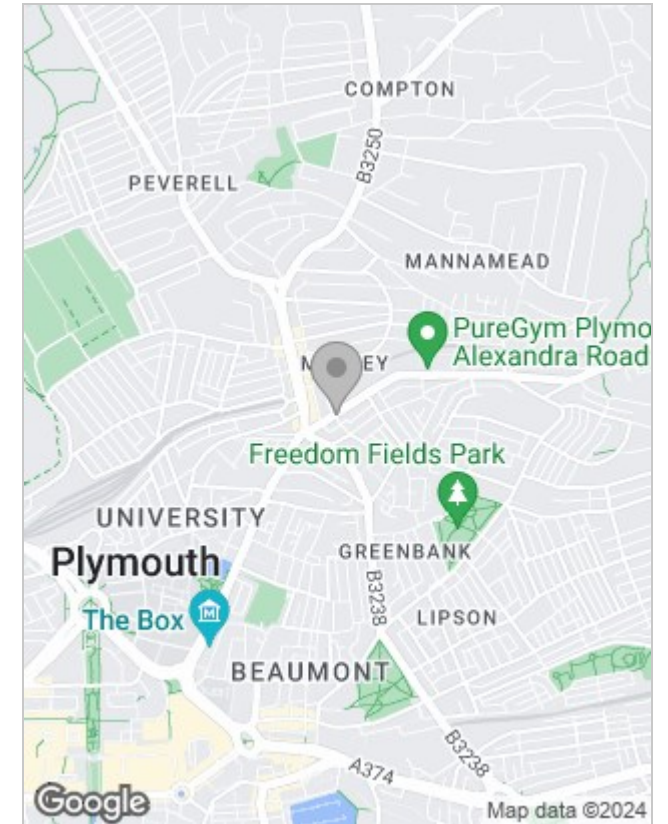 COMPTON
B3250
PEVERELL
MANNAMEAD
PureGym Plymo
Alexandra Road
Freedom Fields Park
UNIVERSITY
Plymouth
GREENBANK
B3238
The Box
LIPSON
BEAUMONT
B3238
A374
Google
Map data ©2024